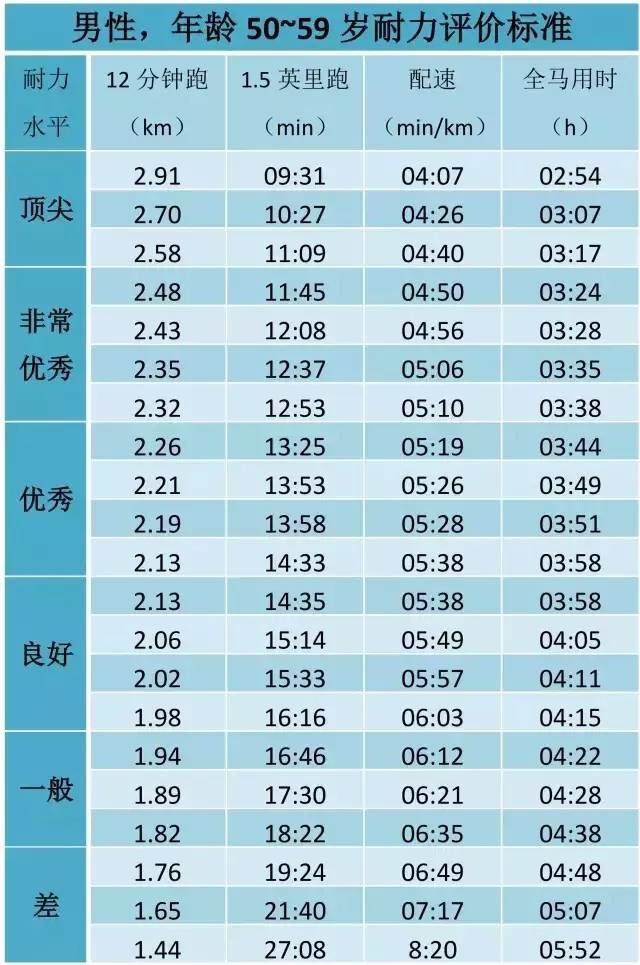 男性，年龄 50~59 岁耐力评价标准
耐力水平 12 分钟跑（km） 1.5 英里跑（min） 配速（min/km） 全马用时（h）
顶尖 2.91 09:31 04:07 02:54
2.70 10:27 04:26 03:07
2.58 11:09 04:40 03:17
非常优秀 2.48 11:45 04:50 03:24
2.43 12:08 04:56 03:28
2.35 12:37 05:06 03:35
2.32 12:53 05:10 03:38
优秀 2.26 13:25 05:19 03:44
2.21 13:53 05:26 03:49
2.19 13:58 05:28 03:51
2.13 14:33 05:38 03:58
良好 2.13 14:35 05:38 03:58
2.06 15:14 05:49 04:05
2.02 15:33 05:57 04:11
1.98 16:16 06:03 04:15
一般 1.94 16:46 06:12 04:22
1.89 17:30 06:21 04:28
1.82 18:22 06:35 04:38
差 1.76 19:24 06:49 04:48
1.65 21:40 07:17 05:07
1.44 27:08 8:20 05:52